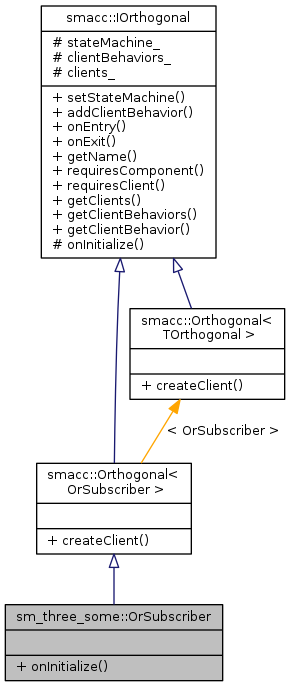 smacc::IOrthogonal
# stateMachine_
# clientBehaviors_
# clients_
+ setStateMachine()
+ addClientBehavior()
+ onEntry()
+ onExit()
+ getName()
+ requiresComponent()
+ requiresClient()
+ getClients()
+ getClientBehaviors()
+ getClientBehavior()
# onInitialize()
smacc::Orthogonal<
TOrthogonal >
+ createClient()
< OrSubscriber >
smacc::Orthogonal<
OrSubscriber >
+ createClient()
sm_three_some::OrSubscriber
+ onInitialize()